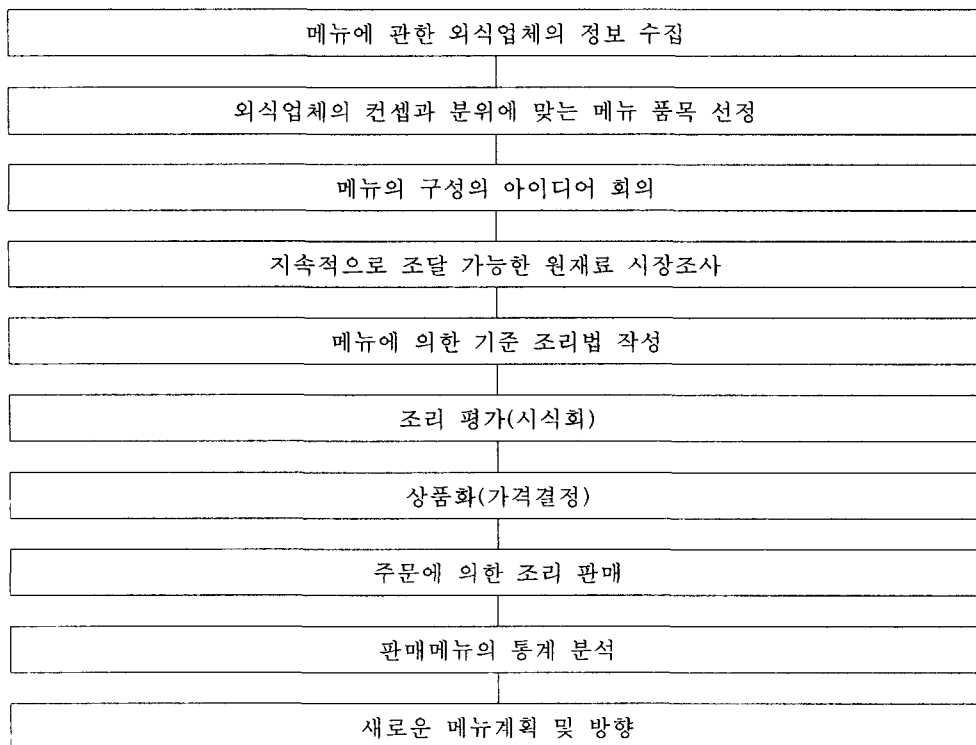 메뉴에 관한 외식업체의 정보 수집
외식업체의 컨셉과 분위에 맞는 메뉴 품목 선정
메뉴의 구성의 아이디어 회의
지속적으로 조달 가능한 원재료 시장조사
메뉴에 의한 기준 조리법 작성
조리 평가(시식회)
상품화(가격결정)
주문에 의한 조리 판매
판매메뉴의 통계 분석
새로운 메뉴계획 및 방향